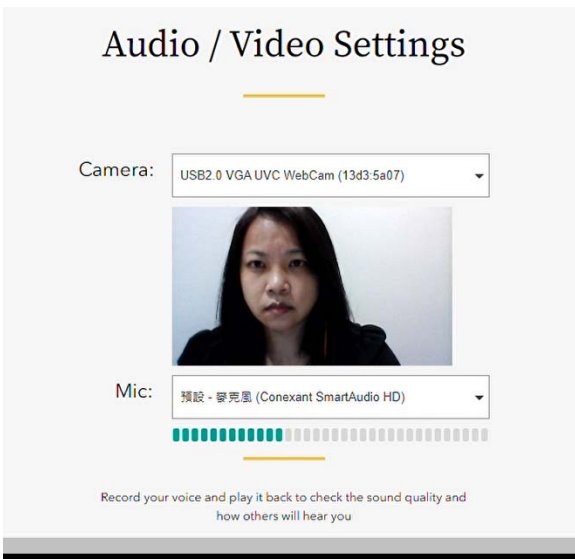 Audio / Video Settings
Camera:
USB2.0 VGA UVC WebCam (13d3:5a07)
Mic:
預設 - 麥克風 (Conexant SmartAudio HD)
Record your voice and play it back to check the sound quality and
how others will hear you